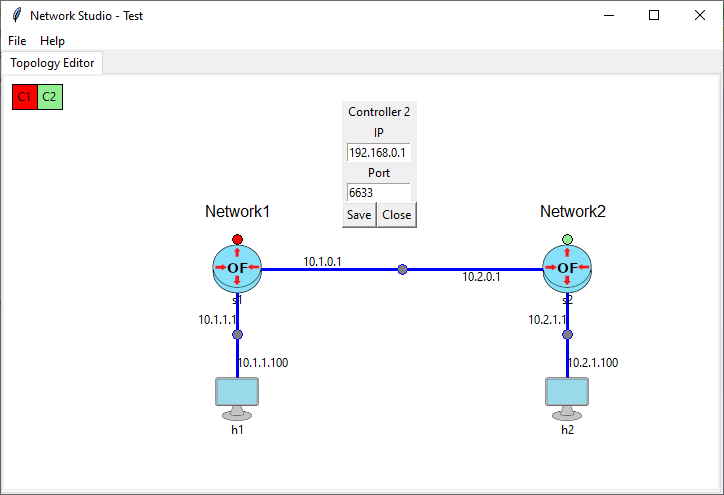 Network Studio - Test
File Help
Topology Editor
C1 C2
Controller 2
IP
192.168.0.1
Port
6633
Save Close
Network1
Network2
OF
OF
10.1.0.1
10.2.0.1
s1
s2
10.1.1.1
10.2.1.1
10.1.1.100
10.2.1.100
h1
h2